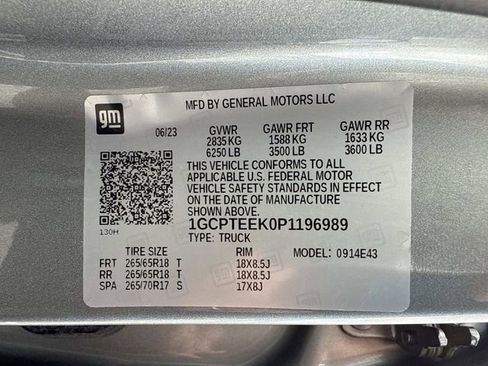 MFD BY GENERAL MOTORS LLC
gm
06/23 GVWR GAWR FRT GAWR RR
2835 KG 1588 KG 1633 KG
6250 LB 3500 LB 3600 LB
THIS VEHICLE CONFORMS TO ALL
APPLICABLE U.S. FEDERAL MOTOR
VEHICLE SAFETY STANDARDS IN EFFECT
ON THE DATE OF MANUFACTURE
SHOWN ABOVE.
1GCPTEEK0P1196989
130H TYPE: TRUCK
TIRE SIZE RIM MODEL: 0914E43
FRT 265/65R18 T 18X8.5J
RR 265/65R18 T 18X8.5J
SPA 265/70R17 S 17X8J